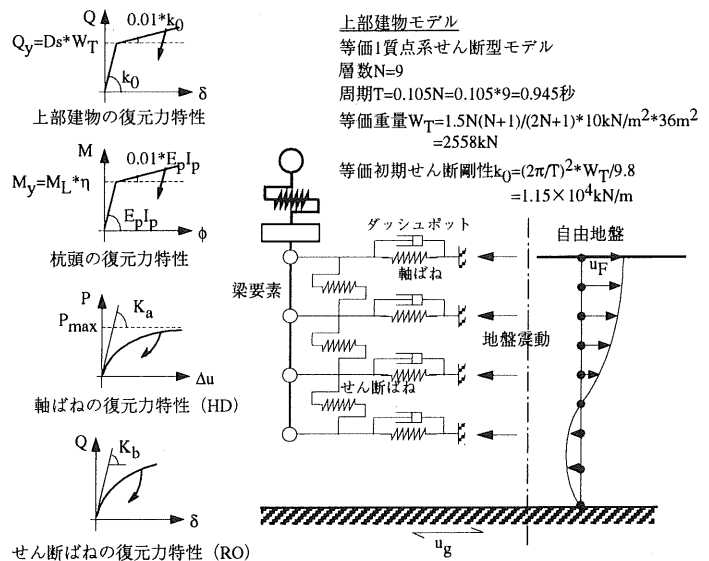 Q
Qy=Ds*WT
0.01*k0
k0
δ
上部建物の復元力特性
M
My=ML*η
0.01*EpIp
EpIp
φ
杭頭の復元力特性
P
Pmax
Ka
Δu
軸ばねの復元力特性（HD）
Q
Kb
δ
せん断ばねの復元力特性（RO）
上部建物モデル
等価1質点系せん断型モデル
層数N=9
周期T=0.105N=0.105*9=0.945秒
等価重量WT=1.5N(N+1)/(2N+1)*10kN/m²*36m²
=2558kN
等価初期せん断剛性k0=(2π/T)²*WT/9.8
=1.15×10⁴kN/m
ダッシュポット
軸ばね
梁要素
せん断ばね
地盤震動
自由地盤
uF
ug